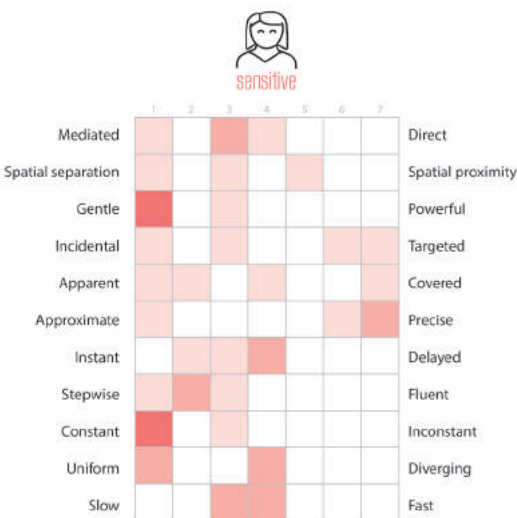 sensitive
1 2 3 4 5 6 7
Mediated Direct
Spatial separation Spatial proximity
Gentle Powerful
Incidental Targeted
Apparent Covered
Approximate Precise
Instant Delayed
Stepwise Fluent
Constant Inconstant
Uniform Diverging
Slow Fast